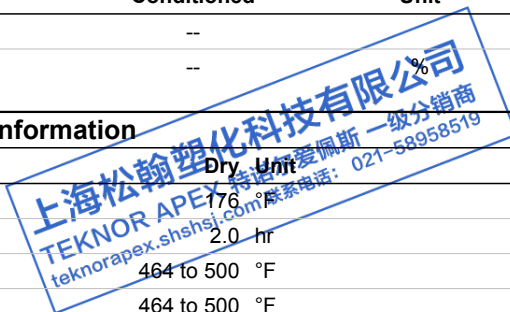 Conditioned Unit
--
-- %
nformation
Dry Unit
176 °F
2.0 hr
464 to 500 °F
464 to 500 °F
上海松翰塑化科技有限公司
TEKNOR APEX 特诺 爱佩斯 一级分销商
teknorapex.shshsj.com 联系电话：021-58958519